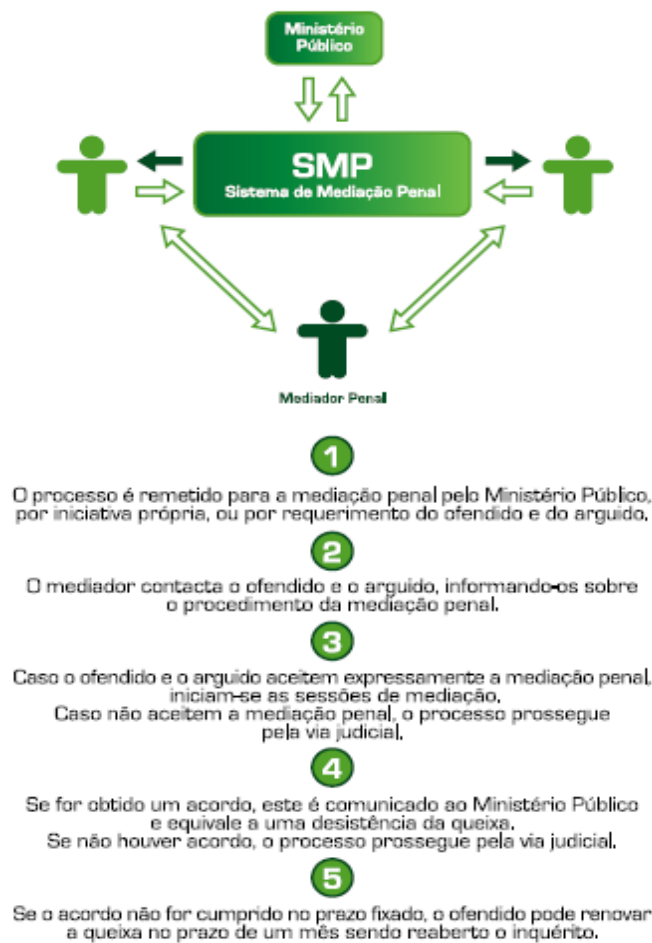 Ministério
Público
SMP
Sistema de Mediação Penal
Mediador Penal
1
O processo é remetido para a mediação penal pelo Ministério Público,
por iniciativa própria, ou por requerimento do ofendido e do arguido.
2
O mediador contacta o ofendido e o arguido, informando-os sobre
o procedimento da mediação penal.
3
Caso o ofendido e o arguido aceitem expressamente a mediação penal,
iniciam-se as sessões de mediação.
Caso não aceitem a mediação penal, o processo prossegue
pela via judicial.
4
Se for obtido um acordo, este é comunicado ao Ministério Público
e equivale a uma desistência da queixa.
Se não houver acordo, o processo prossegue pela via judicial.
5
Se o acordo não for cumprido no prazo fixado, o ofendido pode renovar
a queixa no prazo de um mês sendo reaberto o inquérito.